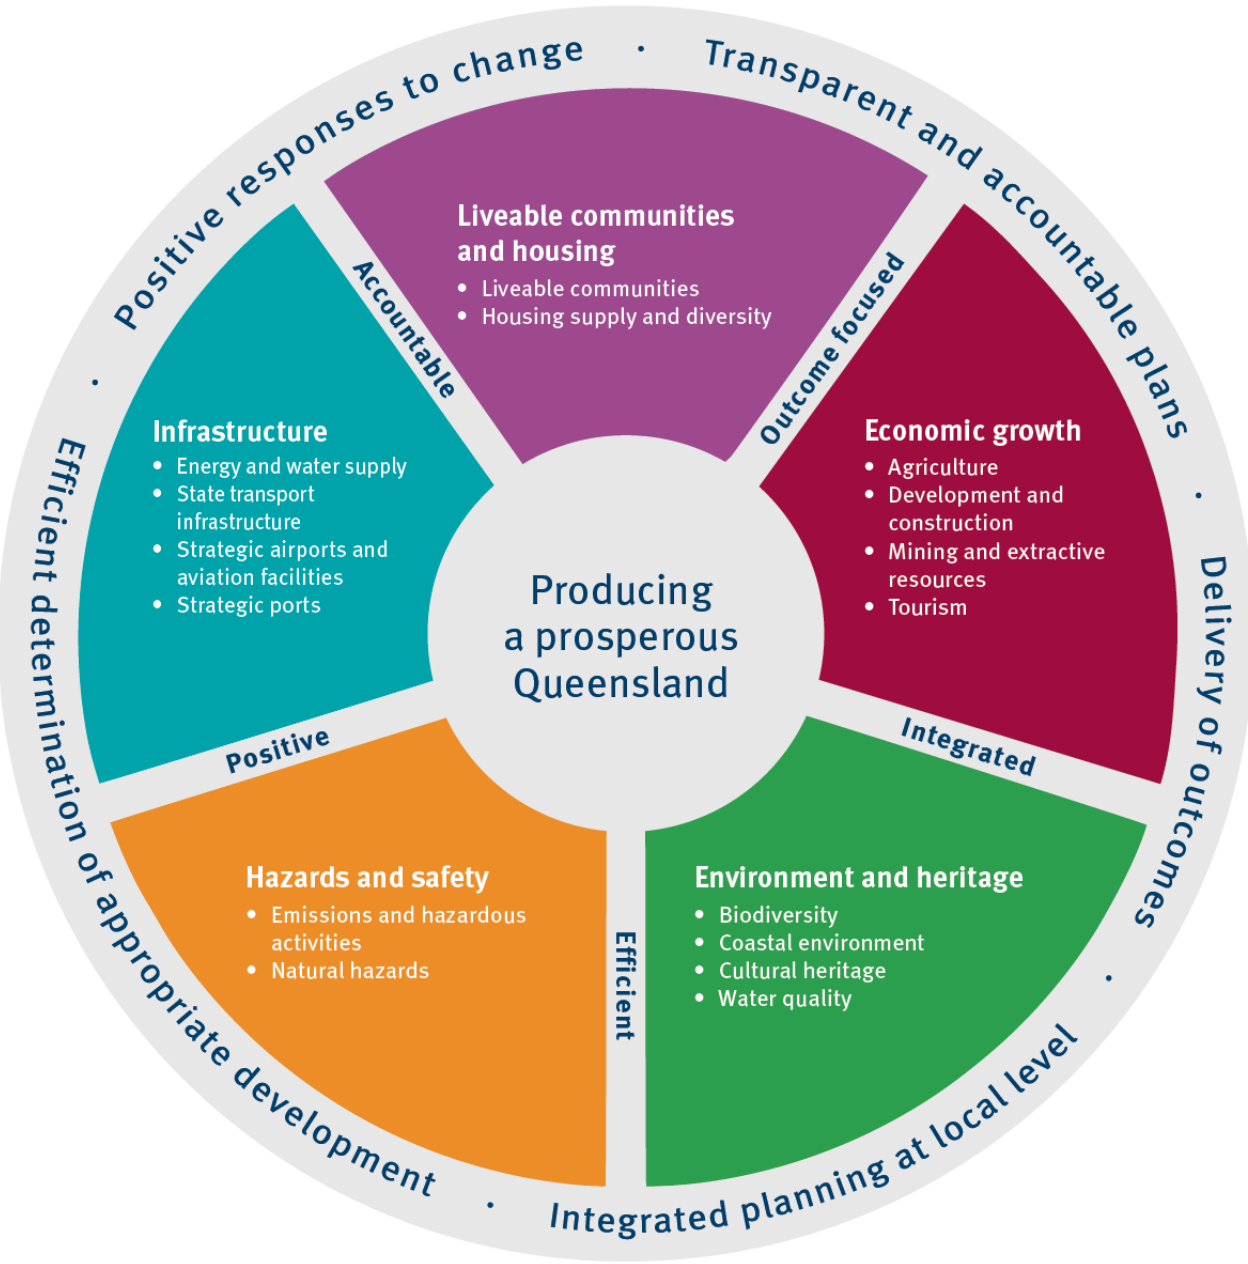 Positive responses to change
·
Transparent and accountable plans
·
Delivery of outcomes
·
Integrated planning at local level
·
Efficient determination of appropriate development
·
Liveable communities
and housing
• Liveable communities
• Housing supply and diversity
Outcome focused
Economic growth
• Agriculture
• Development and
construction
• Mining and extractive
resources
• Tourism
Integrated
Environment and heritage
• Biodiversity
• Coastal environment
• Cultural heritage
• Water quality
Efficient
Hazards and safety
• Emissions and hazardous
activities
• Natural hazards
Positive
Infrastructure
• Energy and water supply
• State transport
infrastructure
• Strategic airports and
aviation facilities
• Strategic ports
Accountable
Producing
a prosperous
Queensland